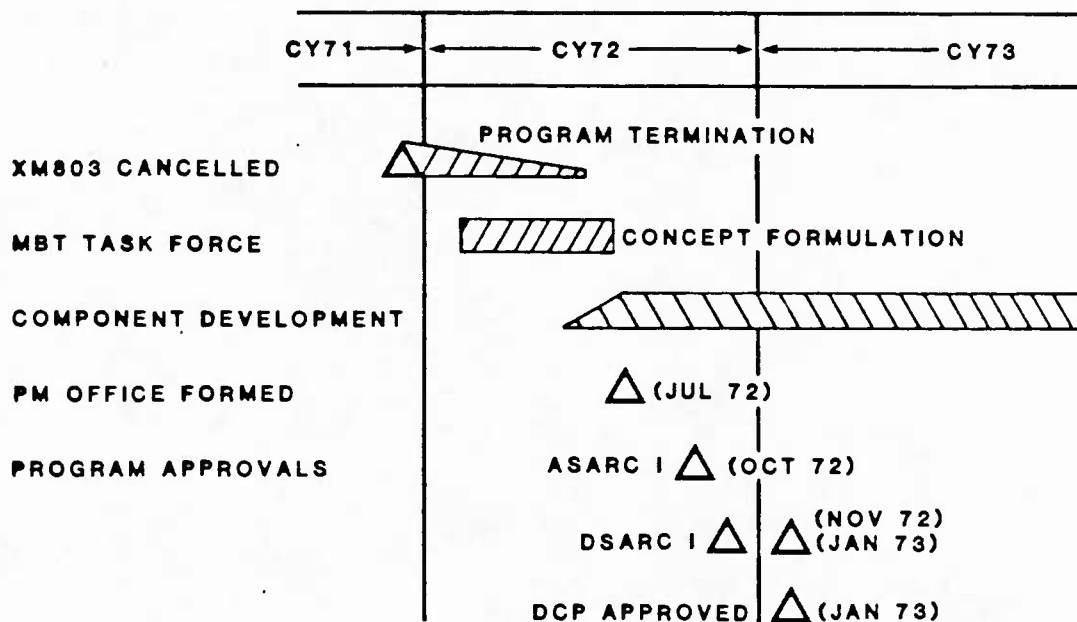 CY71 CY72 CY73
PROGRAM TERMINATION
XM803 CANCELLED
MBT TASK FORCE CONCEPT FORMULATION
COMPONENT DEVELOPMENT
PM OFFICE FORMED (JUL 72)
PROGRAM APPROVALS ASARC I (OCT 72)
(NOV 72)
DSARC I (JAN 73)
DCP APPROVED (JAN 73)